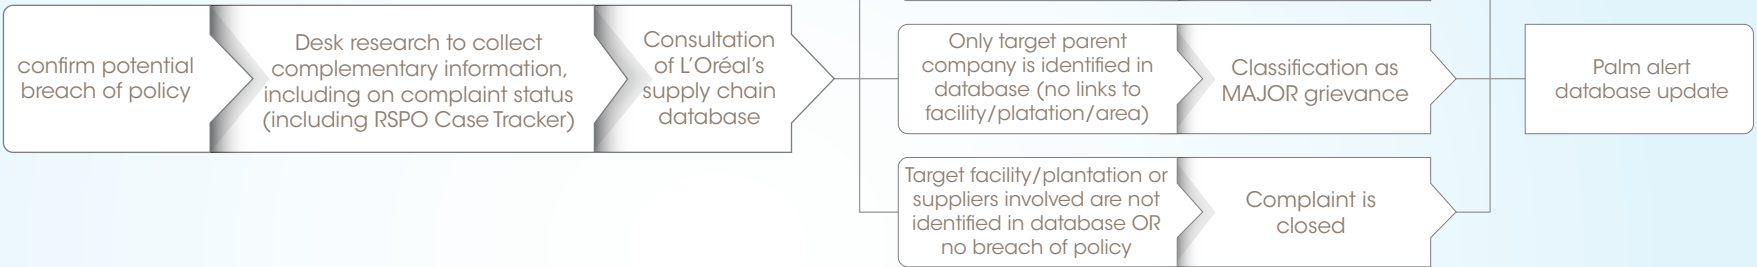 confirm potential
breach of policy
Desk research to collect
complementary information,
including on complaint status
(including RSPO Case Tracker)
Consultation
of L’Oréal’s
supply chain
database
Only target parent
company is identified in
database (no links to
facility/platation/area)
Classification as
MAJOR grievance
Target facility/plantation or
suppliers involved are not
identified in database OR
no breach of policy
Complaint is
closed
Palm alert
database update